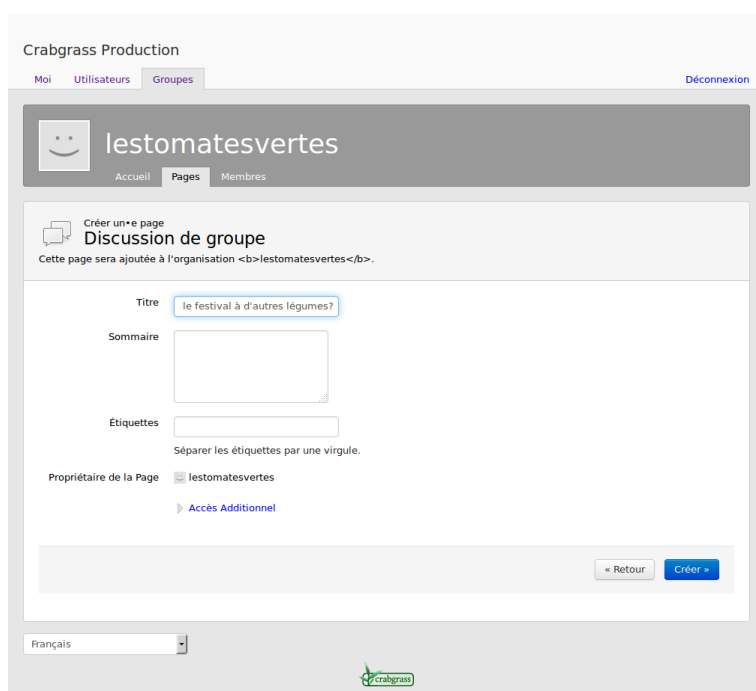 Crabgrass Production
Moi Utilisateurs Groupes Déconnexion
lestomatesvertes
Accueil Pages Membres
Créer un•e page
Discussion de groupe
Cette page sera ajoutée à l'organisation <b>lestomatesvertes</b>.
Titre le festival à d'autres légumes?
Sommaire
Étiquettes
Séparer les étiquettes par une virgule.
Propriétaire de la Page lestomatesvertes
Accès Additionnel
« Retour Créer »
Français
crabgrass